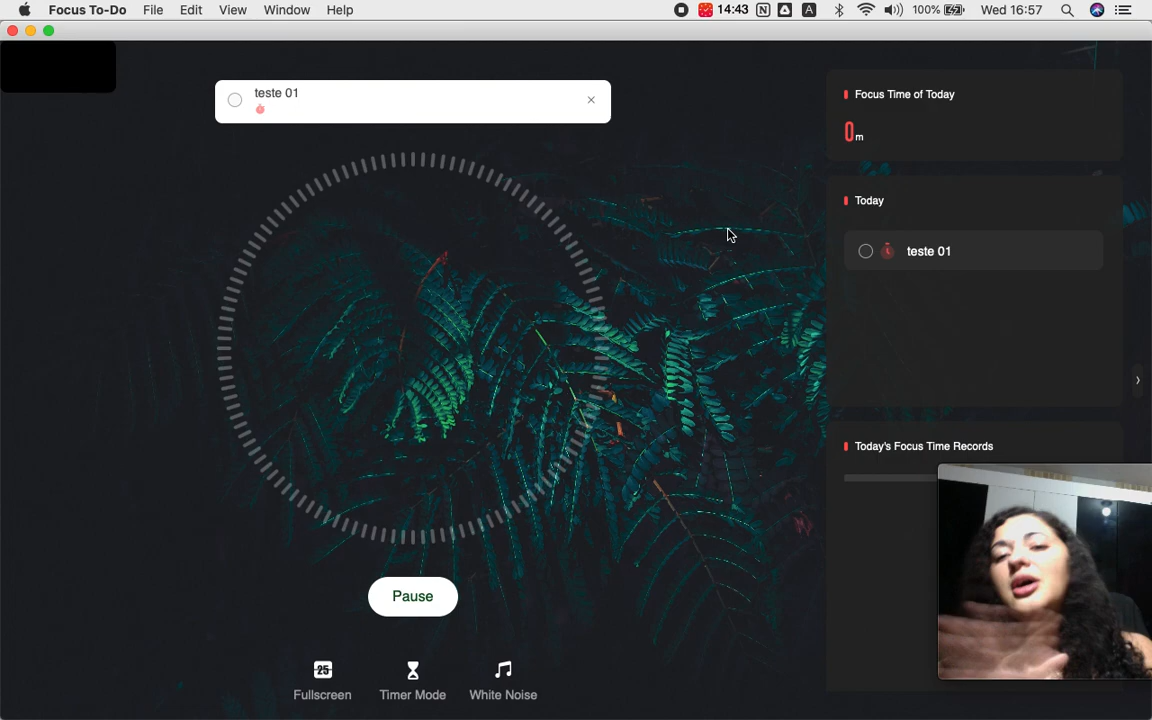 Focus To-Do File Edit View Window Help 14:43 A 100% Wed 16:57
teste 01
Focus Time of Today
0m
Today
teste 01
Today's Focus Time Records
Pause
25
Fullscreen Timer Mode White Noise